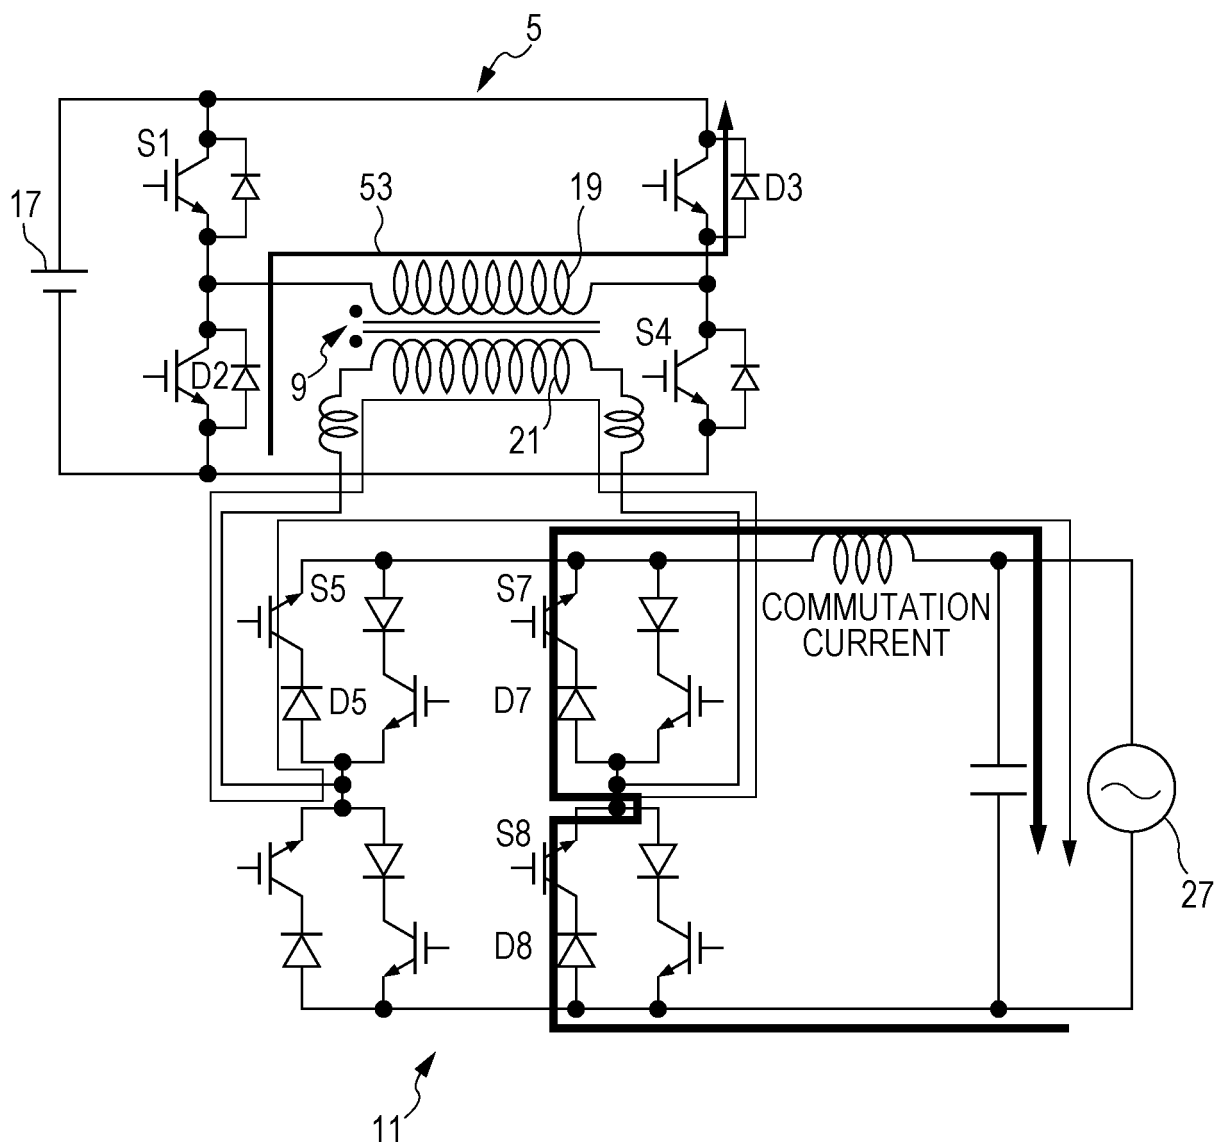 5
S1
D3
17
53
19
S4
D2
9
21
S5
S7
COMMUTATION
CURRENT
D5
D7
S8
27
D8
11